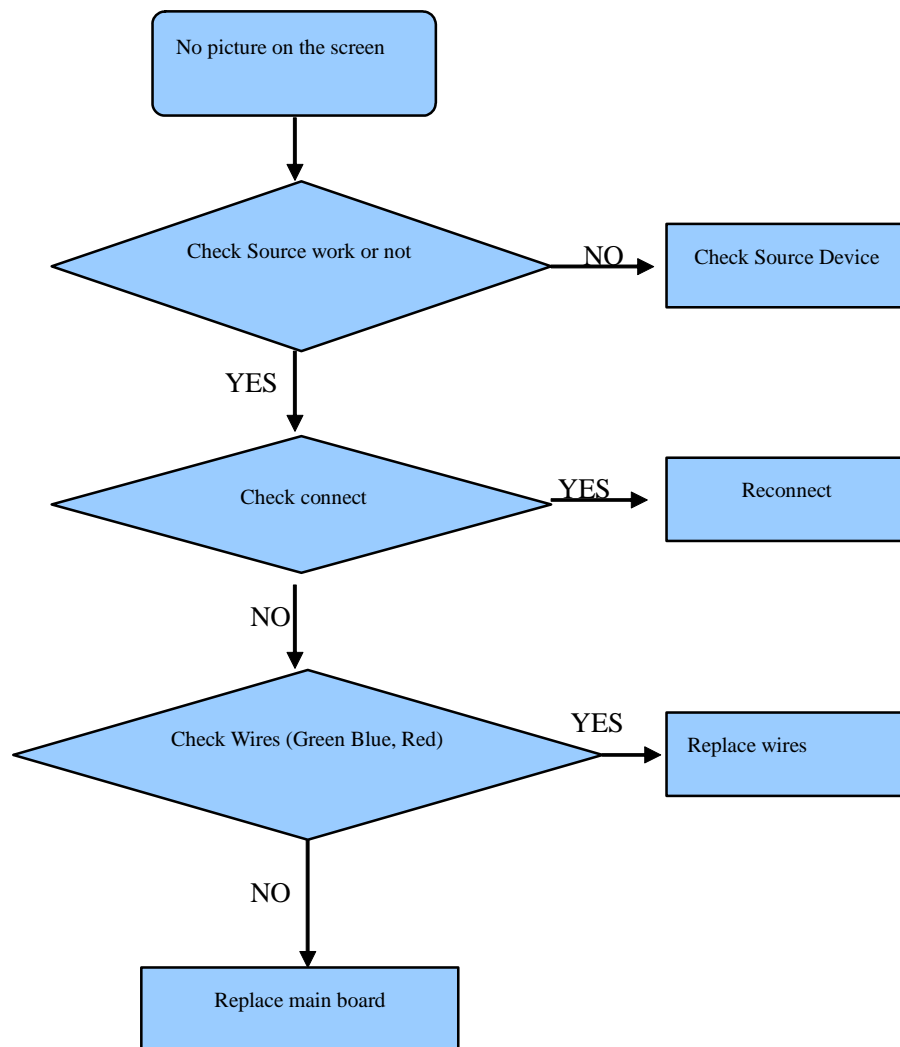 No picture on the screen
Check Source work or not
NO
Check Source Device
YES
Check connect
YES
Reconnect
NO
Check Wires (Green Blue, Red)
YES
Replace wires
NO
Replace main board